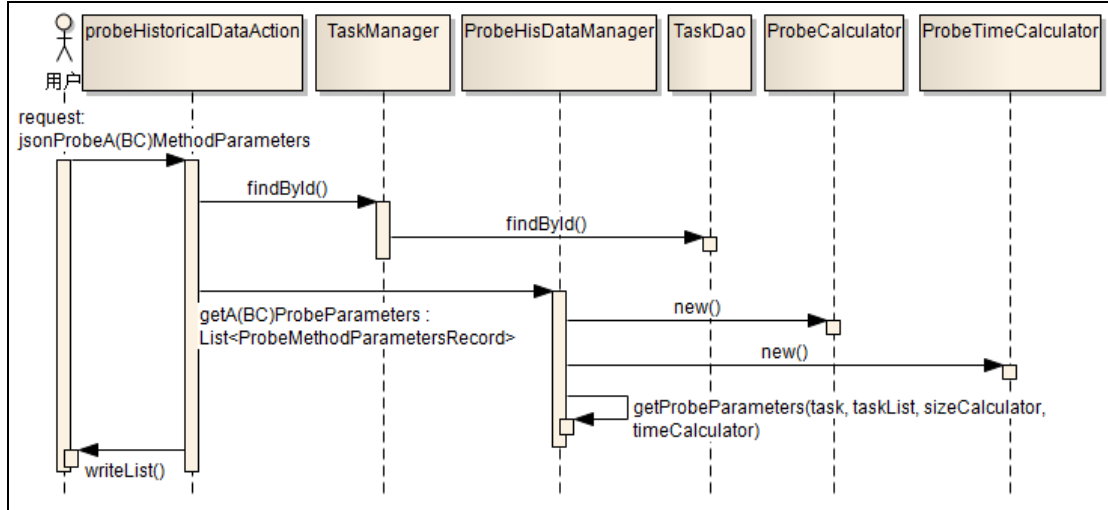 probeHistoricalDataAction
TaskManager
ProbeHisDataManager
TaskDao
ProbeCalculator
ProbeTimeCalculator
用户
request:
jsonProbeA(BC)MethodParameters
findById()
findById()
getA(BC)ProbeParameters :
List<ProbeMethodParametersRecord>
new()
new()
getProbeParameters(task, taskList, sizeCalculator,
timeCalculator)
writeList()